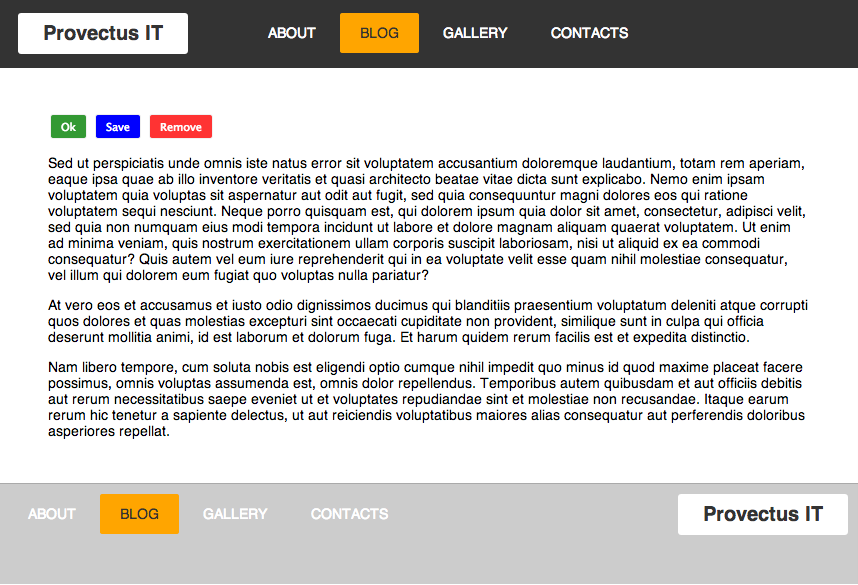 Provectus IT ABOUT BLOG GALLERY CONTACTS
Ok Save Remove
Sed ut perspiciatis unde omnis iste natus error sit voluptatem accusantium doloremque laudantium, totam rem aperiam,
eaque ipsa quae ab illo inventore veritatis et quasi architecto beatae vitae dicta sunt explicabo. Nemo enim ipsam
voluptatem quia voluptas sit aspernatur aut odit aut fugit, sed quia consequuntur magni dolores eos qui ratione
voluptatem sequi nesciunt. Neque porro quisquam est, qui dolorem ipsum quia dolor sit amet, consectetur, adipisci velit,
sed quia non numquam eius modi tempora incidunt ut labore et dolore magnam aliquam quaerat voluptatem. Ut enim
ad minima veniam, quis nostrum exercitationem ullam corporis suscipit laboriosam, nisi ut aliquid ex ea commodi
consequatur? Quis autem vel eum iure reprehenderit qui in ea voluptate velit esse quam nihil molestiae consequatur,
vel illum qui dolorem eum fugiat quo voluptas nulla pariatur?
At vero eos et accusamus et iusto odio dignissimos ducimus qui blanditiis praesentium voluptatum deleniti atque corrupti
quos dolores et quas molestias excepturi sint occaecati cupiditate non provident, similique sunt in culpa qui officia
deserunt mollitia animi, id est laborum et dolorum fuga. Et harum quidem rerum facilis est et expedita distinctio.
Nam libero tempore, cum soluta nobis est eligendi optio cumque nihil impedit quo minus id quod maxime placeat facere
possimus, omnis voluptas assumenda est, omnis dolor repellendus. Temporibus autem quibusdam et aut officiis debitis
aut rerum necessitatibus saepe eveniet ut et voluptates repudiandae sint et molestiae non recusandae. Itaque earum
rerum hic tenetur a sapiente delectus, ut aut reiciendis voluptatibus maiores alias consequatur aut perferendis doloribus
asperiores repellat.
ABOUT BLOG GALLERY CONTACTS Provectus IT